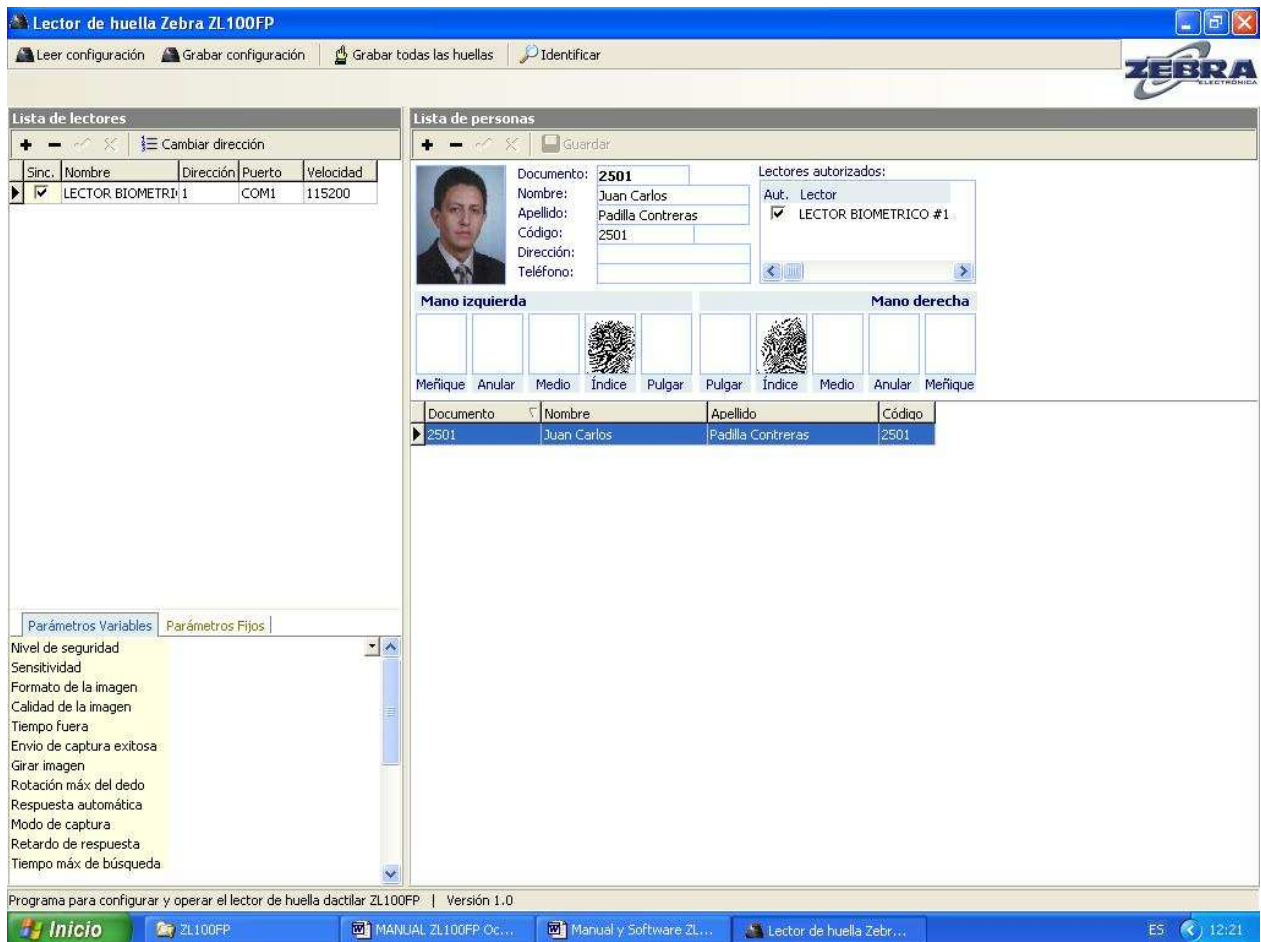 Lector de huella Zebra ZL100FP
Leer configuración Grabar configuración Grabar todas las huellas Identificar
ZEBRA
ELECTRÓNICA
Lista de lectores
Cambiar dirección
Sinc. Nombre Dirección Puerto Velocidad
LECTOR BIOMETRI 1 COM1 115200
Lista de personas
Guardar
Documento: 2501
Nombre: Juan Carlos
Apellido: Padilla Contreras
Código: 2501
Dirección:
Teléfono:
Lectores autorizados:
Aut. Lector
LECTOR BIOMETRICO #1
Mano izquierda Mano derecha
Meñique Anular Medio Índice Pulgar Pulgar Índice Medio Anular Meñique
Documento Nombre Apellido Código
2501 Juan Carlos Padilla Contreras 2501
Parámetros Variables Parámetros Fijos
Nivel de seguridad
Sensitividad
Formato de la imagen
Calidad de la imagen
Tiempo fuera
Envio de captura exitosa
Girar imagen
Rotación máx del dedo
Respuesta automática
Modo de captura
Retardo de respuesta
Tiempo máx de búsqueda
Programa para configurar y operar el lector de huella dactilar ZL100FP | Versión 1.0
Inicio ZL100FP MANUAL ZL100FP Oc... Manual y Software ZL... Lector de huella Zebr... ES 12:21